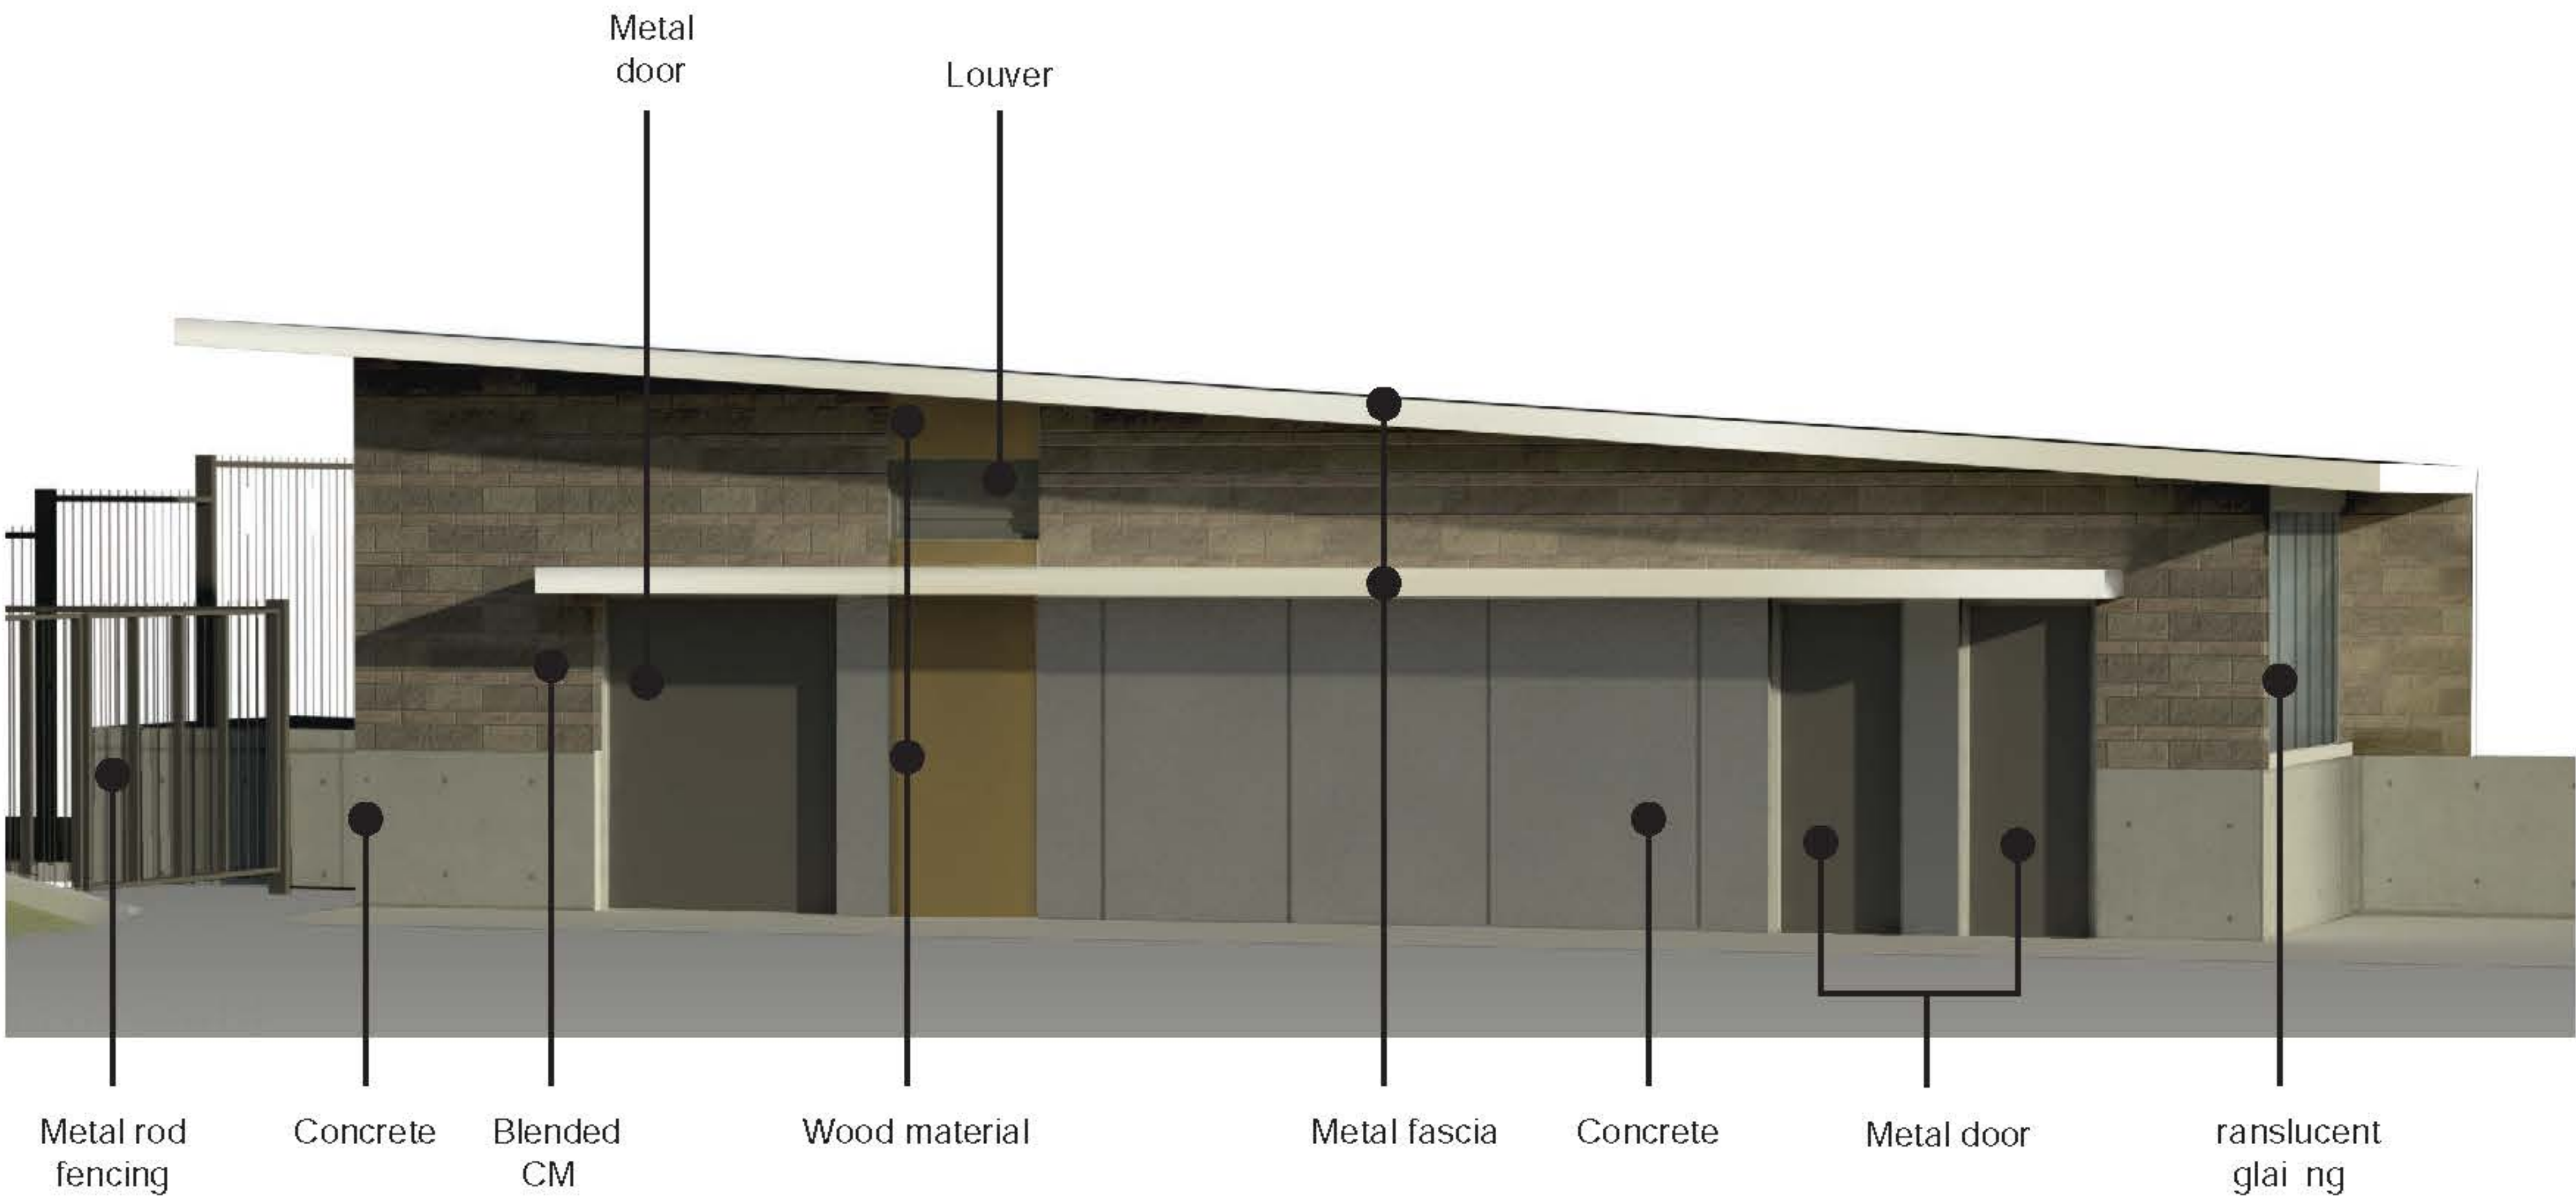 Metal
door
Louver
Metal rod
fencing
Concrete
Blended
CM
Wood material
Metal fascia
Concrete
Metal door
ranslucent
glai ng